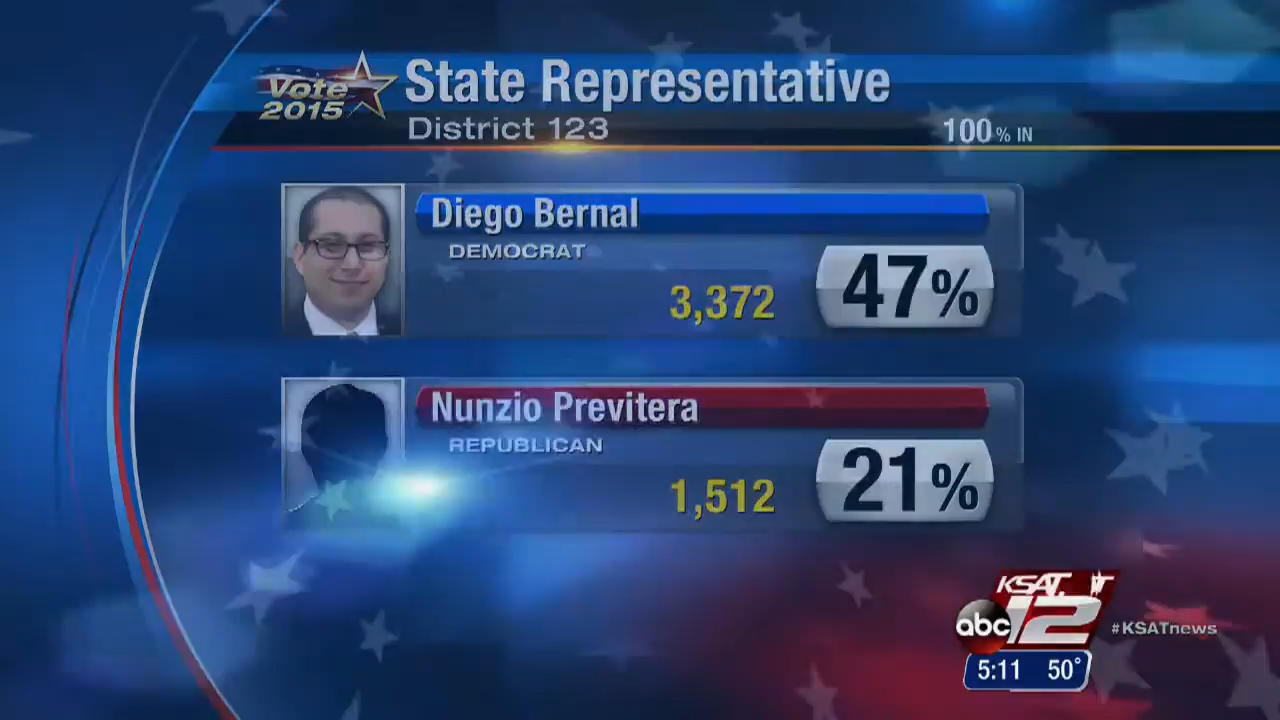 Vote
2015
State Representative
District 123
100% IN
Diego Bernal
DEMOCRAT
3,372
47%
Nunzio Previtera
REPUBLICAN
1,512
21%
KSAT
abc 12
#KSATnews
5:11 50°